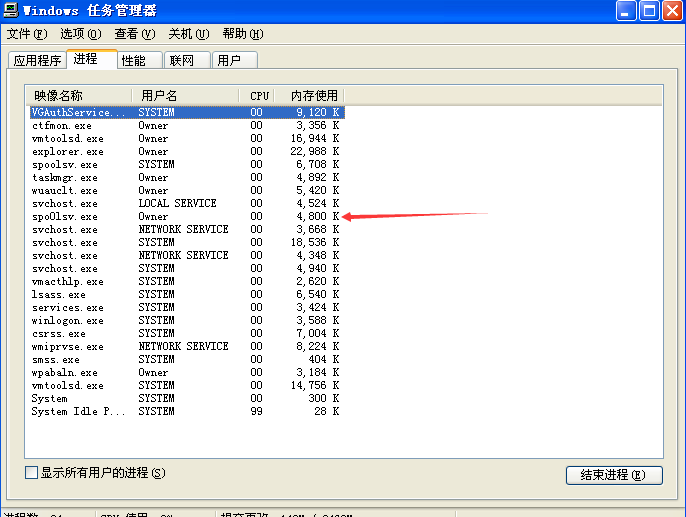 Windows 任务管理器
文件(F) 选项(O) 查看(V) 关机(U) 帮助(H)
应用程序 进程 性能 联网 用户
映像名称 用户名 CPU 内存使用
VGAuthService... SYSTEM 00 9,120 K
ctfmon.exe Owner 00 3,356 K
vmtoolsd.exe Owner 00 16,944 K
explorer.exe Owner 00 22,988 K
spoolsv.exe SYSTEM 00 6,708 K
taskmgr.exe Owner 00 4,892 K
wuauclt.exe Owner 00 5,420 K
svchost.exe LOCAL SERVICE 00 4,524 K
spo0lsv.exe Owner 00 4,800 K
svchost.exe NETWORK SERVICE 00 3,668 K
svchost.exe SYSTEM 00 18,536 K
svchost.exe NETWORK SERVICE 00 4,348 K
svchost.exe SYSTEM 00 4,940 K
vmacthlp.exe SYSTEM 00 2,620 K
lsass.exe SYSTEM 00 6,540 K
services.exe SYSTEM 00 3,424 K
winlogon.exe SYSTEM 00 3,588 K
csrss.exe SYSTEM 00 7,004 K
wmiprvse.exe NETWORK SERVICE 00 8,224 K
smss.exe SYSTEM 00 404 K
wpabaln.exe Owner 00 3,184 K
vmtoolsd.exe SYSTEM 00 14,756 K
System SYSTEM 00 300 K
System Idle P... SYSTEM 99 28 K
显示所有用户的进程(S) 结束进程(E)